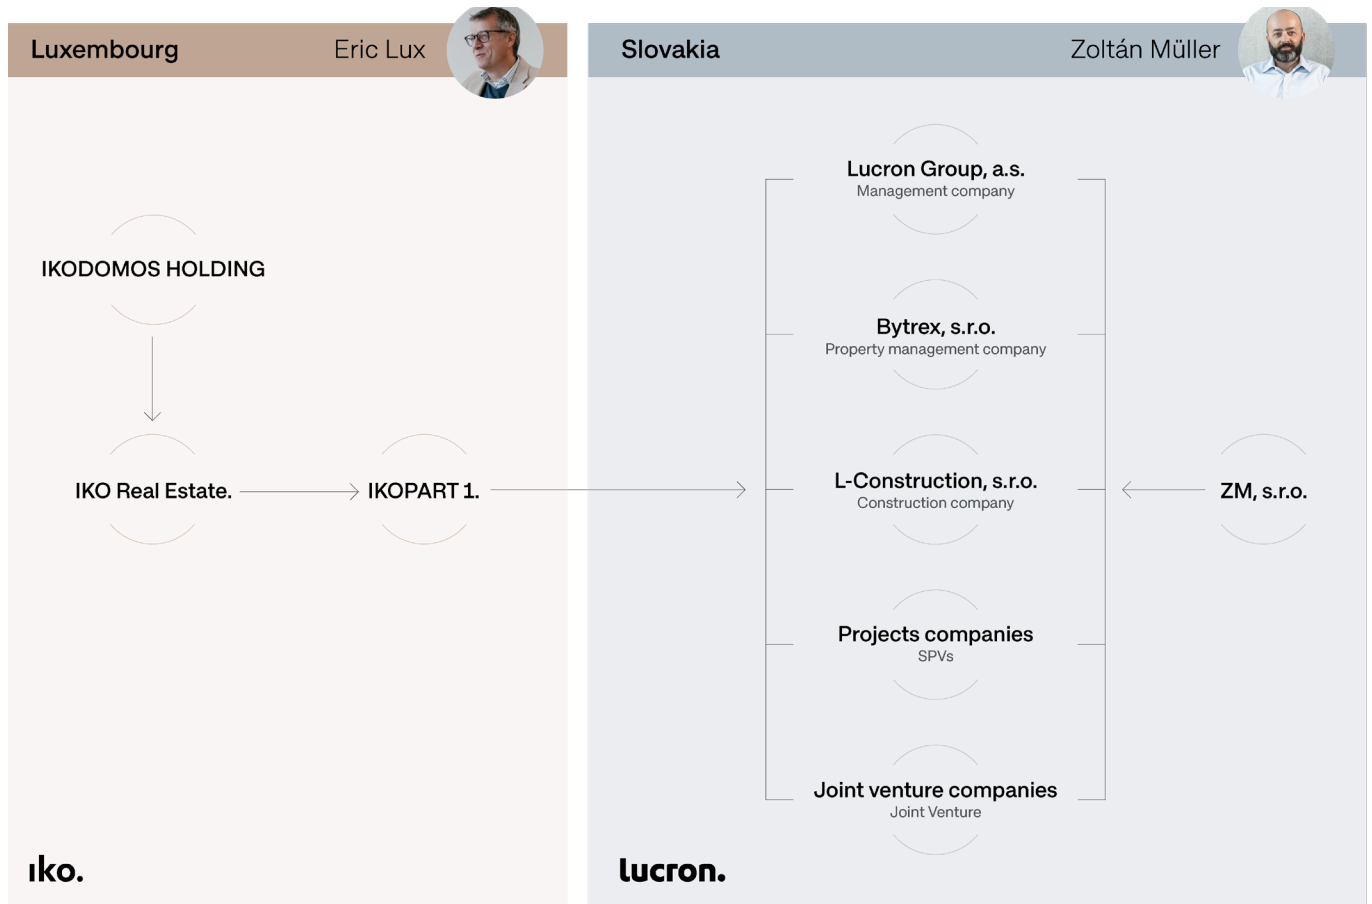 Luxembourg
Eric Lux
Slovakia
Zoltán Müller
IKODOMOS HOLDING
IKO Real Estate.
IKOPART 1.
Lucron Group, a.s.
Management company
Bytrex, s.r.o.
Property management company
L-Construction, s.r.o.
Construction company
Projects companies
SPVs
Joint venture companies
Joint Venture
ZM, s.r.o.
ıko.
lucron.